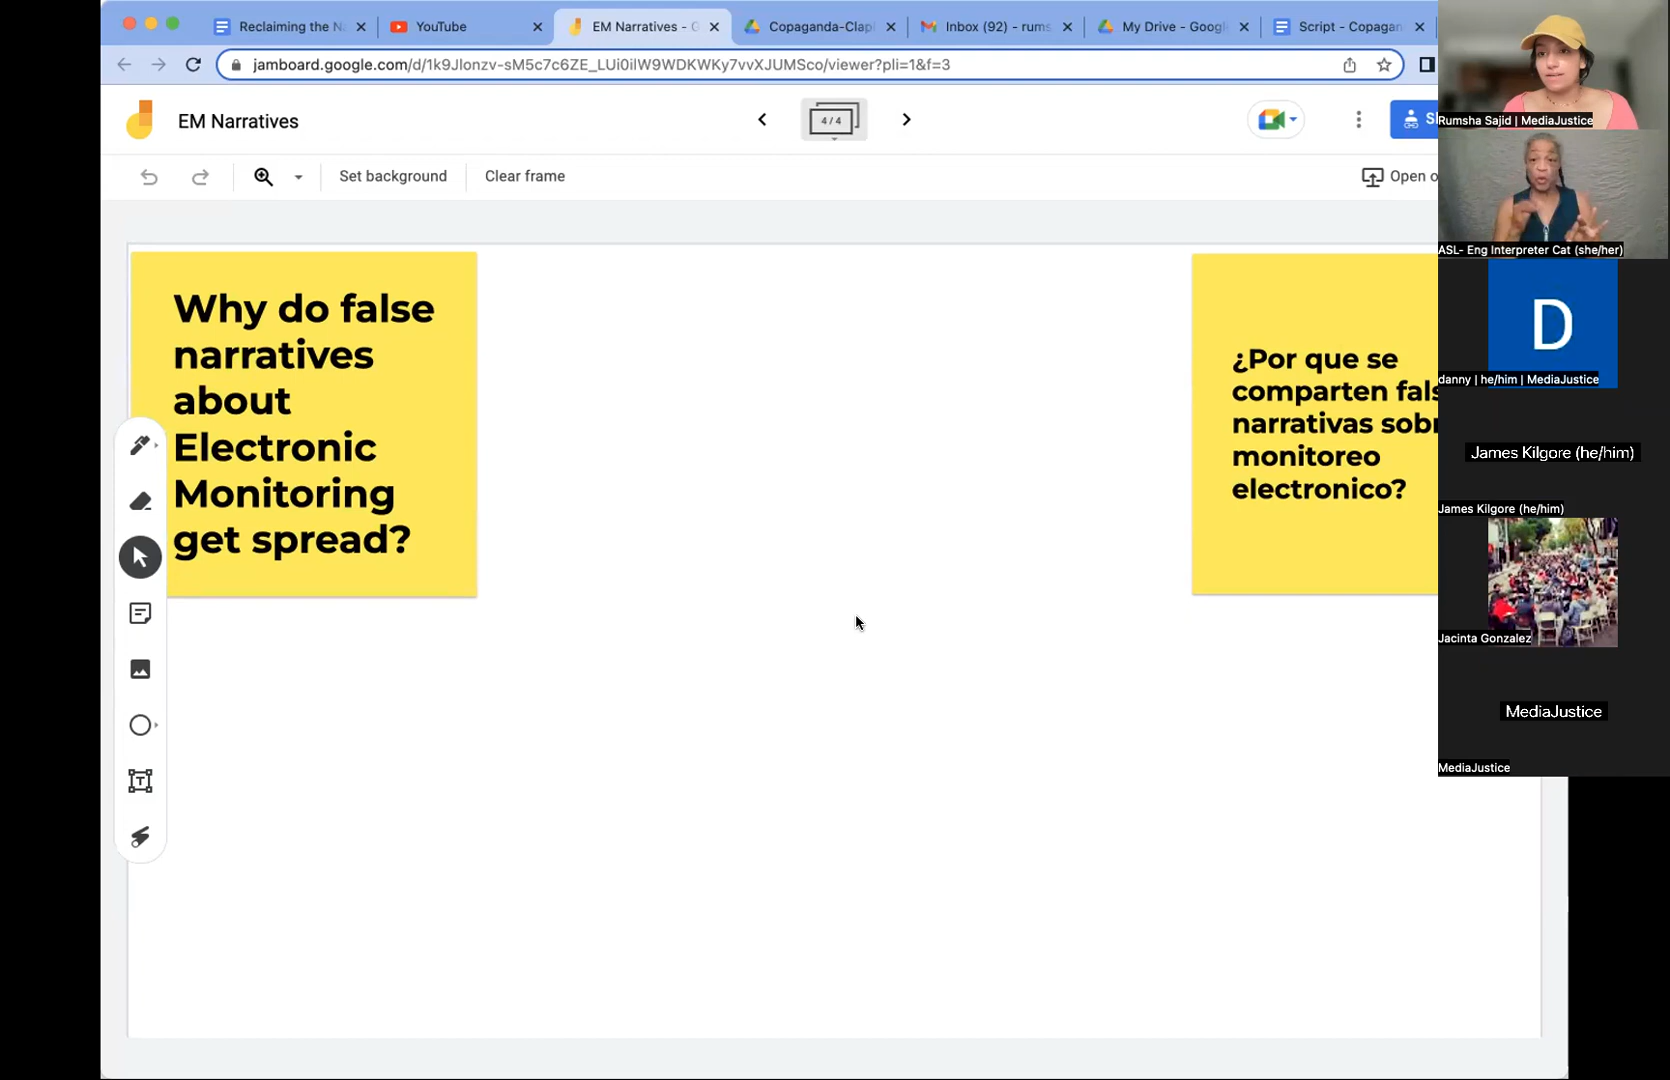 Reclaiming the Na
YouTube
EM Narratives - G
Copaganda-Clap
Inbox (92) - rums
My Drive - Google
Script - Copagan
jamboard.google.com/d/1k9Jlonzv-sM5c7c6ZE_LUi0ilW9WDKWKy7vvXJUMSco/viewer?pli=1&f=3
EM Narratives
4 / 4
S
Set background
Clear frame
Open o
Why do false
narratives
about
Electronic
Monitoring
get spread?
¿Por que se
comparten fals
narrativas sobr
monitoreo
electronico?
Rumsha Sajid | MediaJustice
ASL- Eng Interpreter Cat (she/her)
D
danny | he/him | MediaJustice
James Kilgore (he/him)
James Kilgore (he/him)
Jacinta Gonzalez
MediaJustice
MediaJustice